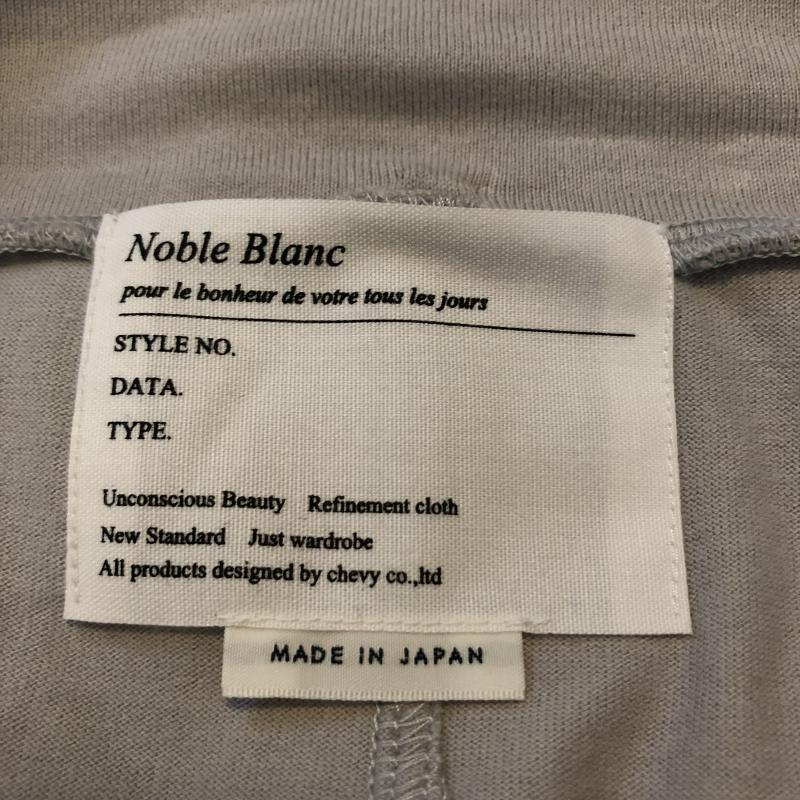 Noble Blanc
pour le bonheur de votre tous les jours
STYLE NO.
DATA.
TYPE.
Unconscious Beauty Refinement cloth
New Standard Just wardrobe
All products designed by chevy co.,ltd
MADE IN JAPAN